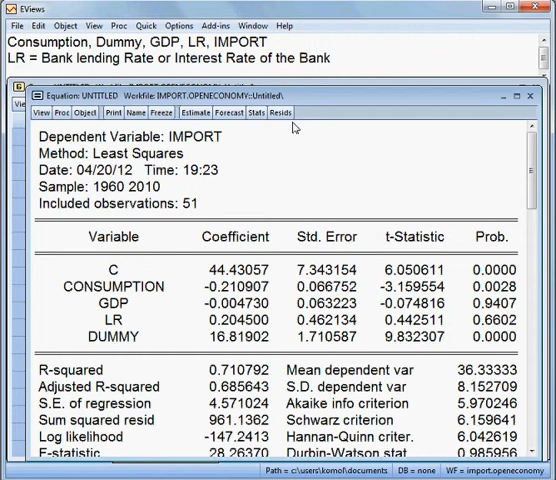 EViews
File Edit Object View Proc Quick Options Add-ins Window Help
Consumption, Dummy, GDP, LR, IMPORT
LR = Bank lending Rate or Interest Rate of the Bank
Equation: UNTITLED Workfile: IMPORT.OPENECONOMY::Untitled\
View Proc Object Print Name Freeze Estimate Forecast Stats Resids
Dependent Variable: IMPORT
Method: Least Squares
Date: 04/20/12 Time: 19:23
Sample: 1960 2010
Included observations: 51
Variable Coefficient Std. Error t-Statistic Prob.
C 44.43057 7.343154 6.050611 0.0000
CONSUMPTION -0.210907 0.066752 -3.159554 0.0028
GDP -0.004730 0.063223 -0.074816 0.9407
LR 0.204500 0.462134 0.442511 0.6602
DUMMY 16.81902 1.710587 9.832307 0.0000
R-squared 0.710792 Mean dependent var 36.33333
Adjusted R-squared 0.685643 S.D. dependent var 8.152709
S.E. of regression 4.571024 Akaike info criterion 5.970246
Sum squared resid 961.1362 Schwarz criterion 6.159641
Log likelihood -147.2413 Hannan-Quinn criter. 6.042619
F-statistic 28.26370 Durbin-Watson stat 0.985956
Path = c:\users\komol\documents DB = none WF = import.openeconomy